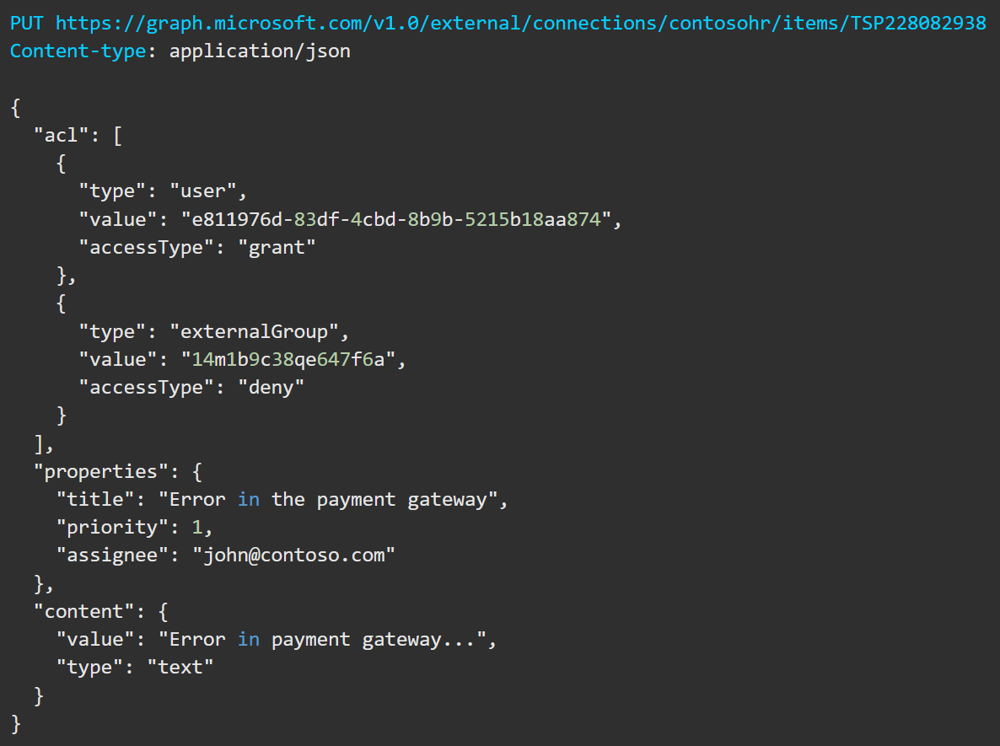 PUT https://graph.microsoft.com/v1.0/external/connections/contosohr/items/TSP228082938
Content-type: application/json

{
  "acl": [
    {
      "type": "user",
      "value": "e811976d-83df-4cbd-8b9b-5215b18aa874",
      "accessType": "grant"
    },
    {
      "type": "externalGroup",
      "value": "14m1b9c38qe647f6a",
      "accessType": "deny"
    }
  ],
  "properties": {
    "title": "Error in the payment gateway",
    "priority": 1,
    "assignee": "john@contoso.com"
  },
  "content": {
    "value": "Error in payment gateway...",
    "type": "text"
  }
}